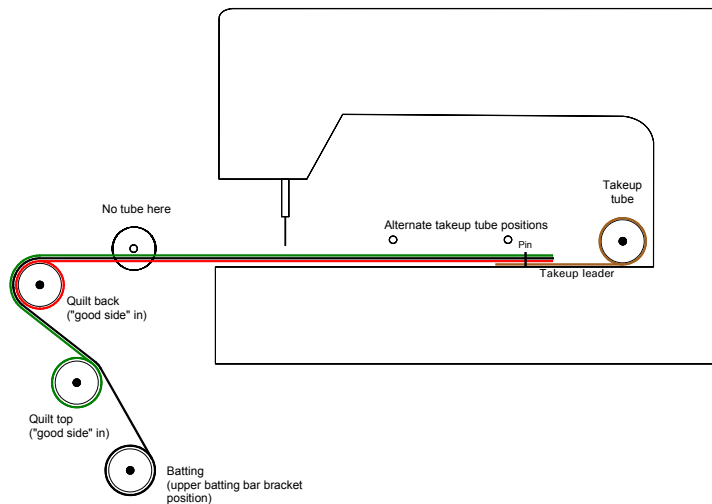 Takeup
tube
No tube here
Alternate takeup tube positions
Pin
Takeup leader
Quilt back
("good side" in)
Quilt top
("good side" in)
Batting
(upper batting bar bracket
position)